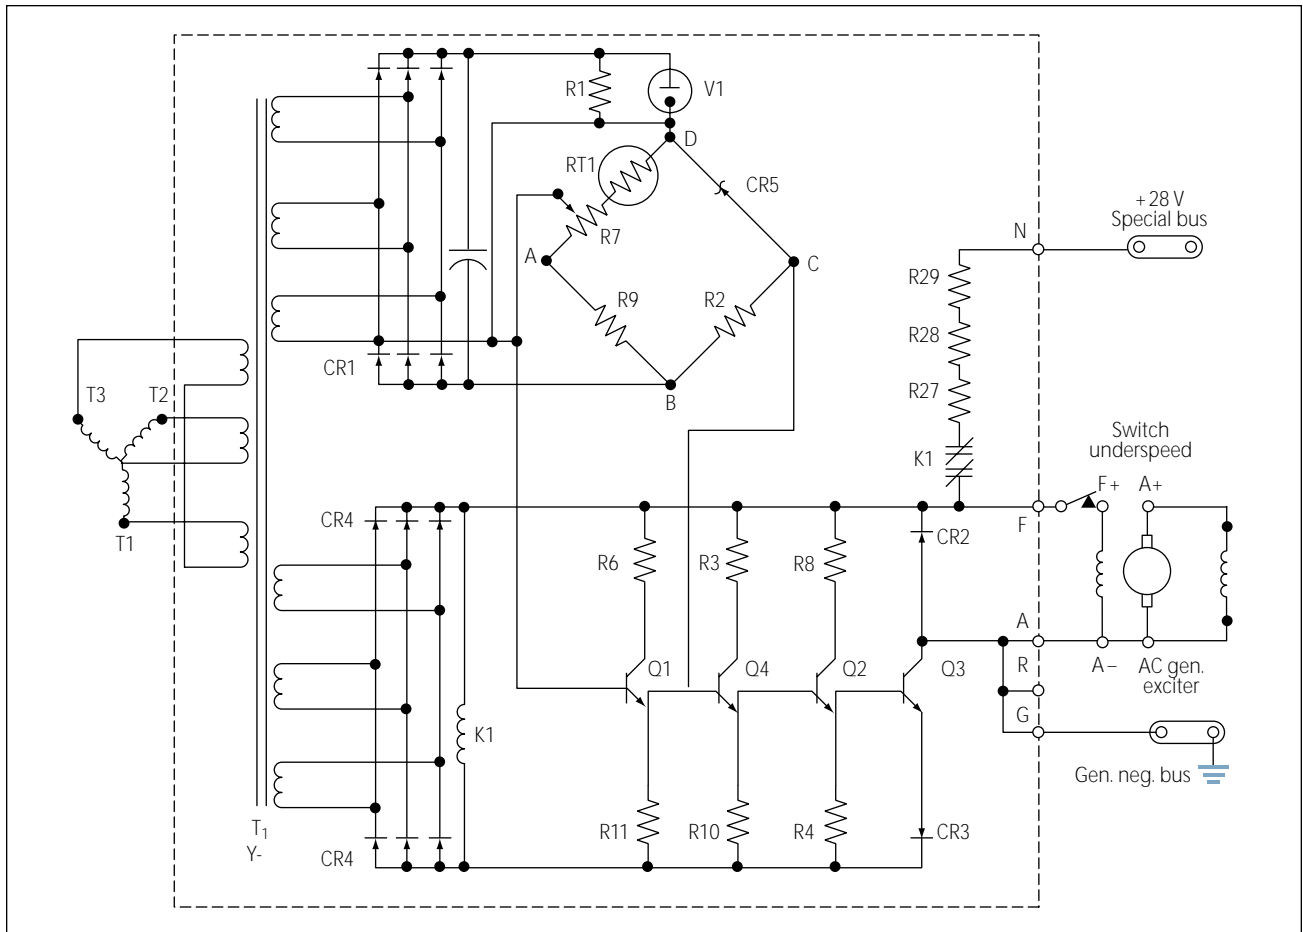 R1
V1
D
RT1
CR5
R7
A
C
R9
R2
CR1
B
N
+28 V
Special bus
R29
R28
R27
K1
Switch
underspeed
F+
A+
F
T3
T2
T1
CR4
R6
R3
R8
CR2
A
R
G
A–
AC gen.
exciter
Q1
Q4
Q2
Q3
K1
Gen. neg. bus
R11
R10
R4
CR3
T1
Y-
CR4